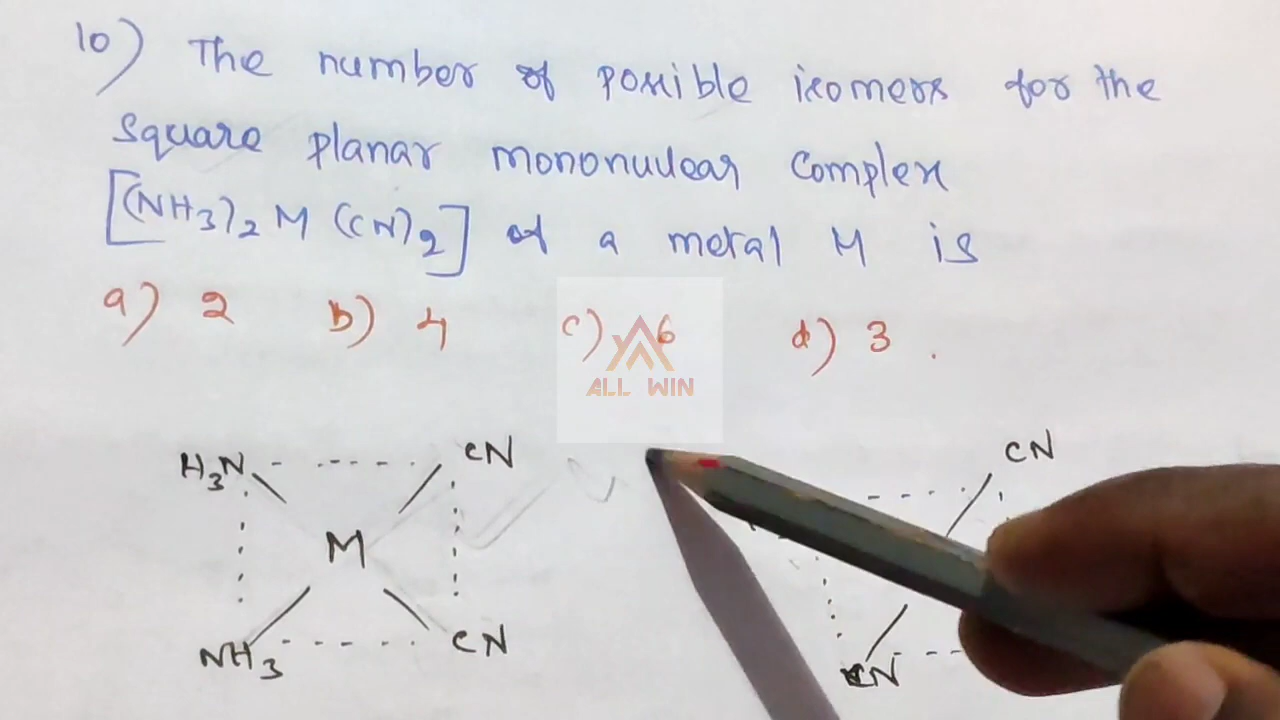 10) The number of possible isomers for the
square planar mononulear complex
[(NH3)2 M (CN)2] of a metal M is
a) 2 b) 4 c) 6 d) 3 .
ALL WIN
H3N CN
M
NH3 CN
CN
CN